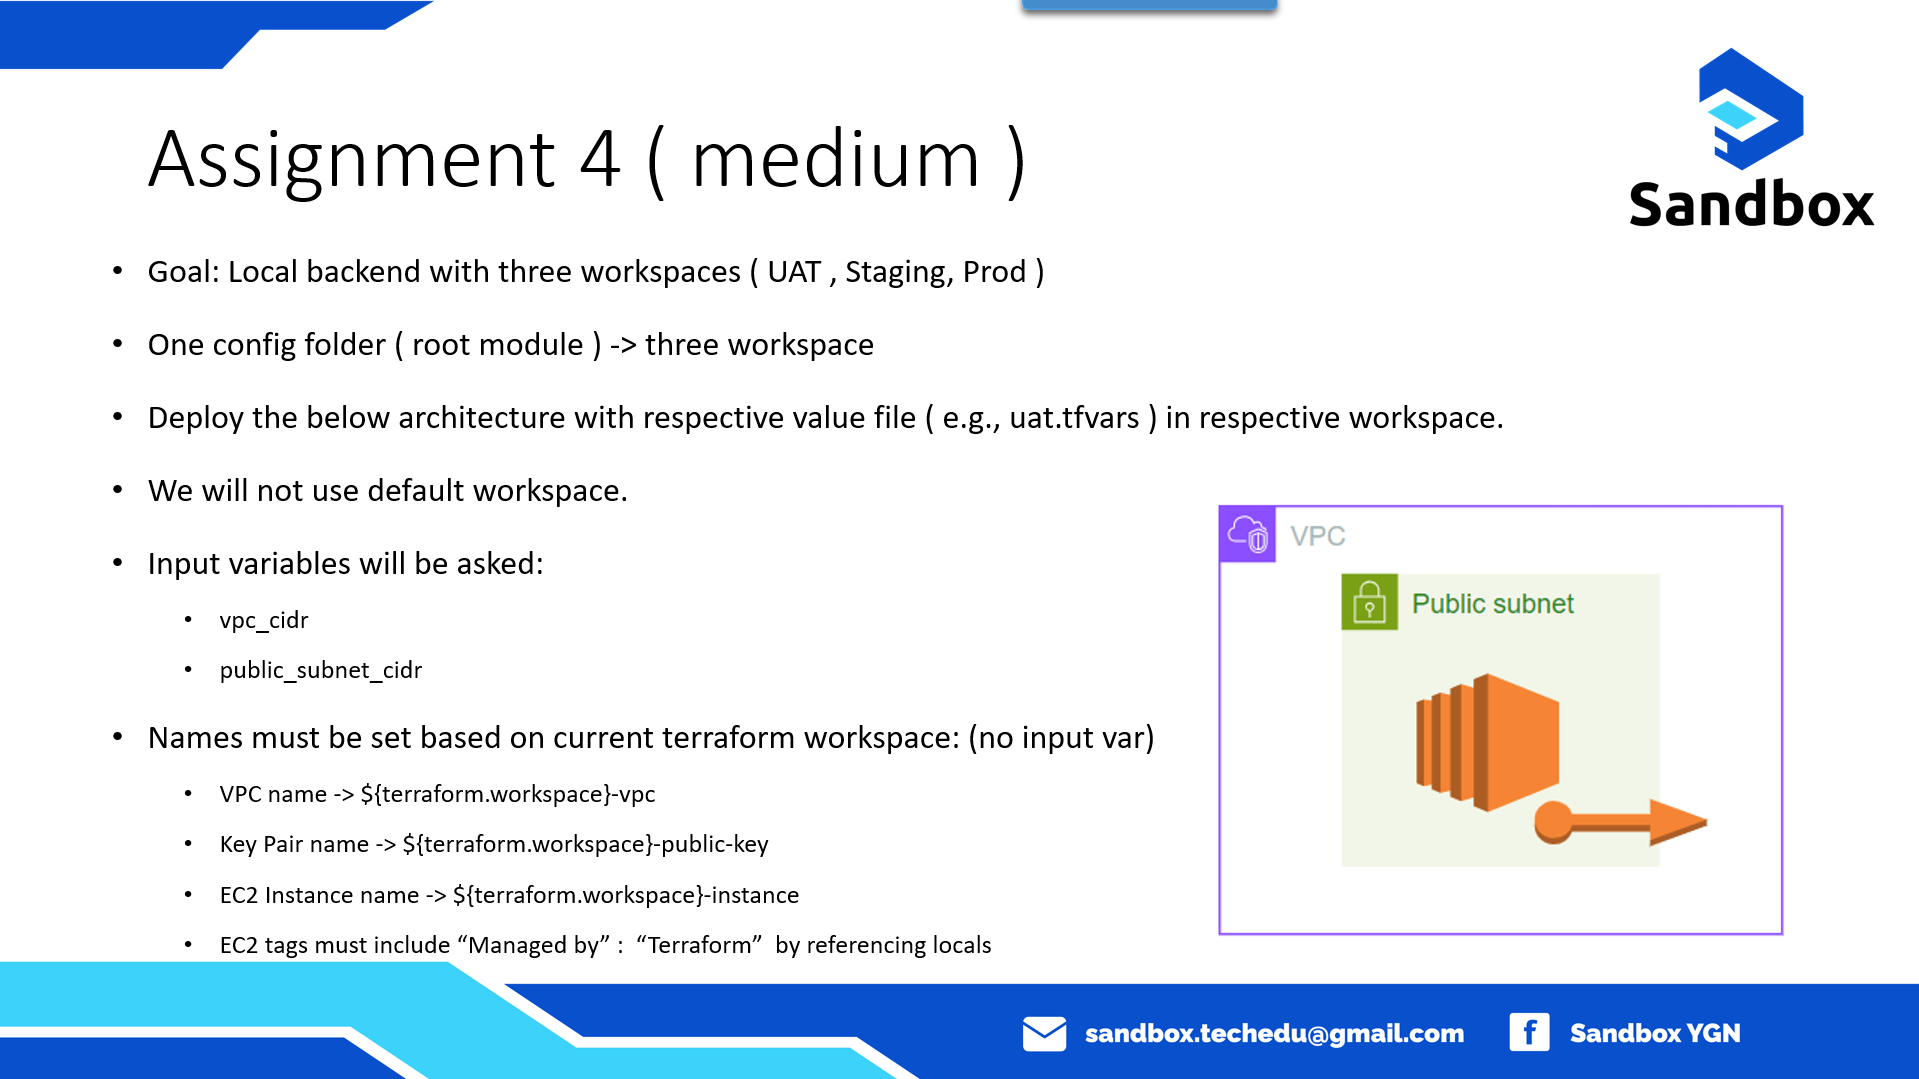 Sandbox
Assignment 4 ( medium )
• Goal: Local backend with three workspaces ( UAT , Staging, Prod )
• One config folder ( root module ) -> three workspace
• Deploy the below architecture with respective value file ( e.g., uat.tfvars ) in respective workspace.
• We will not use default workspace.
• Input variables will be asked:
• vpc_cidr
• public_subnet_cidr
• Names must be set based on current terraform workspace: (no input var)
• VPC name -> ${terraform.workspace}-vpc
• Key Pair name -> ${terraform.workspace}-public-key
• EC2 Instance name -> ${terraform.workspace}-instance
• EC2 tags must include “Managed by” : “Terraform” by referencing locals
VPC
Public subnet
sandbox.techedu@gmail.com
f Sandbox YGN